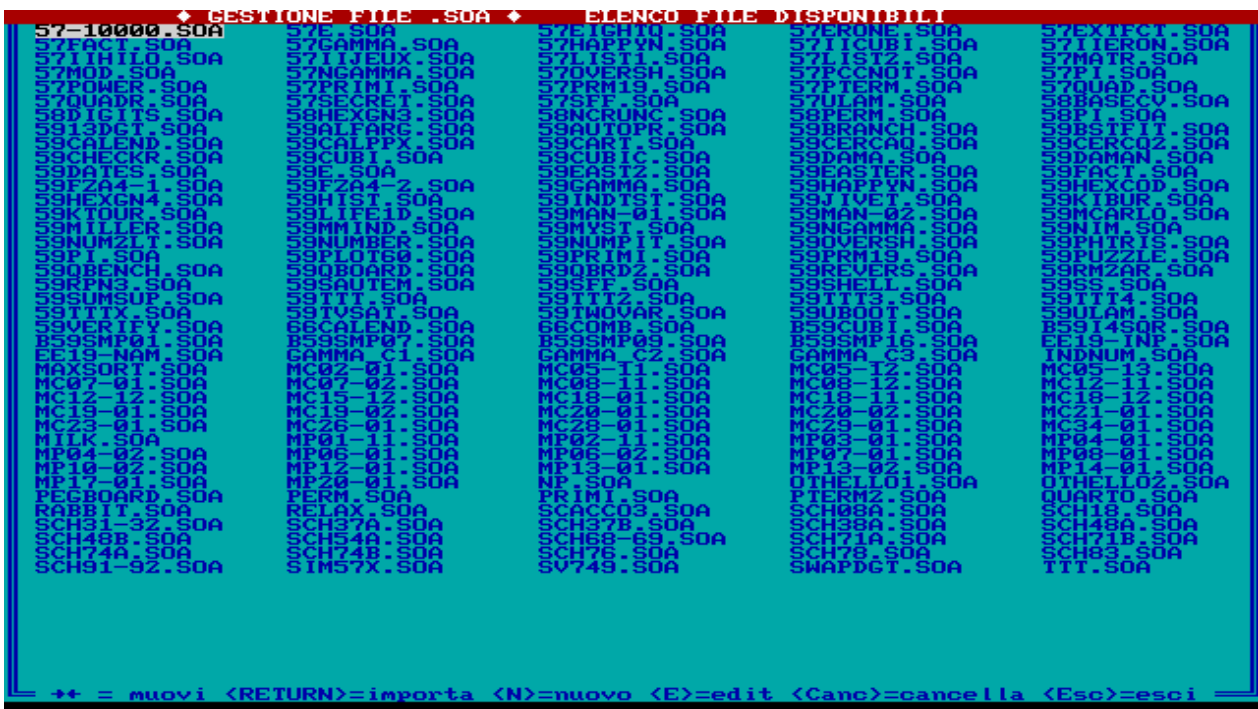 ♦ GESTIONE FILE .SOA ♦ ELENCO FILE DISPONIBILI
57-10000.SOA 57E.SOA 57EIGHTQ.SOA 57ERONE.SOA 57EXTFCT.SOA
57FACT.SOA 57GAMMA.SOA 57HAPPYN.SOA 57IICUBI.SOA 57IIERON.SOA
57IIHILO.SOA 57IIJEUX.SOA 57LIST1.SOA 57LIST2.SOA 57MATR.SOA
57MOD.SOA 57NGAMMA.SOA 57OVERSH.SOA 57PCCNOT.SOA 57PI.SOA
57POWER.SOA 57PRIMI.SOA 57PRM19.SOA 57PTERM.SOA 57QUAD.SOA
57QUADR.SOA 57SECRET.SOA 57SFF.SOA 57ULAM.SOA 58BASECV.SOA
58DIGITS.SOA 58HEXGN3.SOA 58NCRUNC.SOA 58PERM.SOA 58PI.SOA
5913DGT.SOA 59ALFARG.SOA 59AUTOPR.SOA 59BRANCH.SOA 59BSTFIT.SOA
59CALEND.SOA 59CALPPX.SOA 59CART.SOA 59CERCAQ.SOA 59CERCQ2.SOA
59CHECKR.SOA 59CUBI.SOA 59CUBIC.SOA 59DAMA.SOA 59DAMAN.SOA
59DATES.SOA 59E.SOA 59EAST2.SOA 59EASTER.SOA 59FACT.SOA
59FZA4-1.SOA 59FZA4-2.SOA 59GAMMA.SOA 59HAPPYN.SOA 59HEXCOD.SOA
59HEXGN4.SOA 59HIST.SOA 59INDTST.SOA 59JIVET.SOA 59KIBUR.SOA
59KTOUR.SOA 59LIFE1D.SOA 59MAN-01.SOA 59MAN-02.SOA 59MCARLO.SOA
59MILLER.SOA 59MMIND.SOA 59MYST.SOA 59NGAMMA.SOA 59NIM.SOA
59NUM2LT.SOA 59NUMBER.SOA 59NUMPIT.SOA 59OVERSH.SOA 59PHTRIS.SOA
59PI.SOA 59PLOT60.SOA 59PRIMI.SOA 59PRM19.SOA 59PUZZLE.SOA
59QBENCH.SOA 59QBOARD.SOA 59QBRD2.SOA 59REVERS.SOA 59RMZAR.SOA
59RPN3.SOA 59SAUTEM.SOA 59SFF.SOA 59SHELL.SOA 59SS.SOA
59SUMSUP.SOA 59TTT.SOA 59TTT2.SOA 59TTT3.SOA 59TTT4.SOA
59TTTX.SOA 59TVSAT.SOA 59TWOVAR.SOA 59UBOOT.SOA 59ULAM.SOA
59VERIFY.SOA 66CALEND.SOA 66COMB.SOA B59CUBI.SOA B59I4SQR.SOA
B59SMP01.SOA B59SMP07.SOA B59SMP09.SOA B59SMP16.SOA EE19-INP.SOA
EE19-NAM.SOA GAMMA_C1.SOA GAMMA_C2.SOA GAMMA_C3.SOA INDNUM.SOA
MAXSORT.SOA MC02-01.SOA MC05-I1.SOA MC05-I2.SOA MC05-I3.SOA
MC07-01.SOA MC07-02.SOA MC08-11.SOA MC08-12.SOA MC12-11.SOA
MC12-12.SOA MC15-12.SOA MC18-01.SOA MC18-11.SOA MC18-12.SOA
MC19-01.SOA MC19-02.SOA MC20-01.SOA MC20-02.SOA MC21-01.SOA
MC23-01.SOA MC26-01.SOA MC28-01.SOA MC29-01.SOA MC34-01.SOA
MILK.SOA MP01-11.SOA MP02-11.SOA MP03-01.SOA MP04-01.SOA
MP04-02.SOA MP06-01.SOA MP06-02.SOA MP07-01.SOA MP08-01.SOA
MP10-02.SOA MP12-01.SOA MP13-01.SOA MP13-02.SOA MP14-01.SOA
MP17-01.SOA MP20-01.SOA NP.SOA OTHELLO1.SOA OTHELLO2.SOA
PEGBOARD.SOA PERM.SOA PRIMI.SOA PTERM2.SOA QUARTO.SOA
RABBIT.SOA RELAX.SOA SCACCO3.SOA SCH08A.SOA SCH18.SOA
SCH31-32.SOA SCH37A.SOA SCH37B.SOA SCH38A.SOA SCH48A.SOA
SCH48B.SOA SCH54A.SOA SCH68-69.SOA SCH71A.SOA SCH71B.SOA
SCH74A.SOA SCH74B.SOA SCH76.SOA SCH78.SOA SCH83.SOA
SCH91-92.SOA SIM57X.SOA SV749.SOA SWAPDGT.SOA TTT.SOA
→← = muovi <RETURN>=importa <N>=nuovo <E>=edit <Canc>=cancella <Esc>=esci